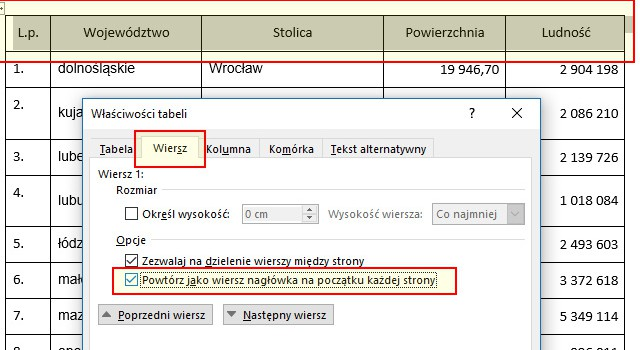 L.p. Województwo Stolica Powierzchnia Ludność
1. dolnośląskie Wrocław 19 946,70 2 904 198
2. kuja 2 086 210
Właściwości tabeli ? ×
Tabela Wiersz Kolumna Komórka Tekst alternatywny
3. lube 2 139 726
Wiersz 1:
Rozmiar
4. lubu 1 018 084
Określ wysokość: 0 cm Wysokość wiersza: Co najmniej
Opcje
5. łódz 2 493 603
Zezwalaj na dzielenie wierszy między strony
6. mało 3 372 618
Powtórz jako wiersz nagłówka na początku każdej strony
7. maz 5 349 114
Poprzedni wiersz Następny wiersz
8.